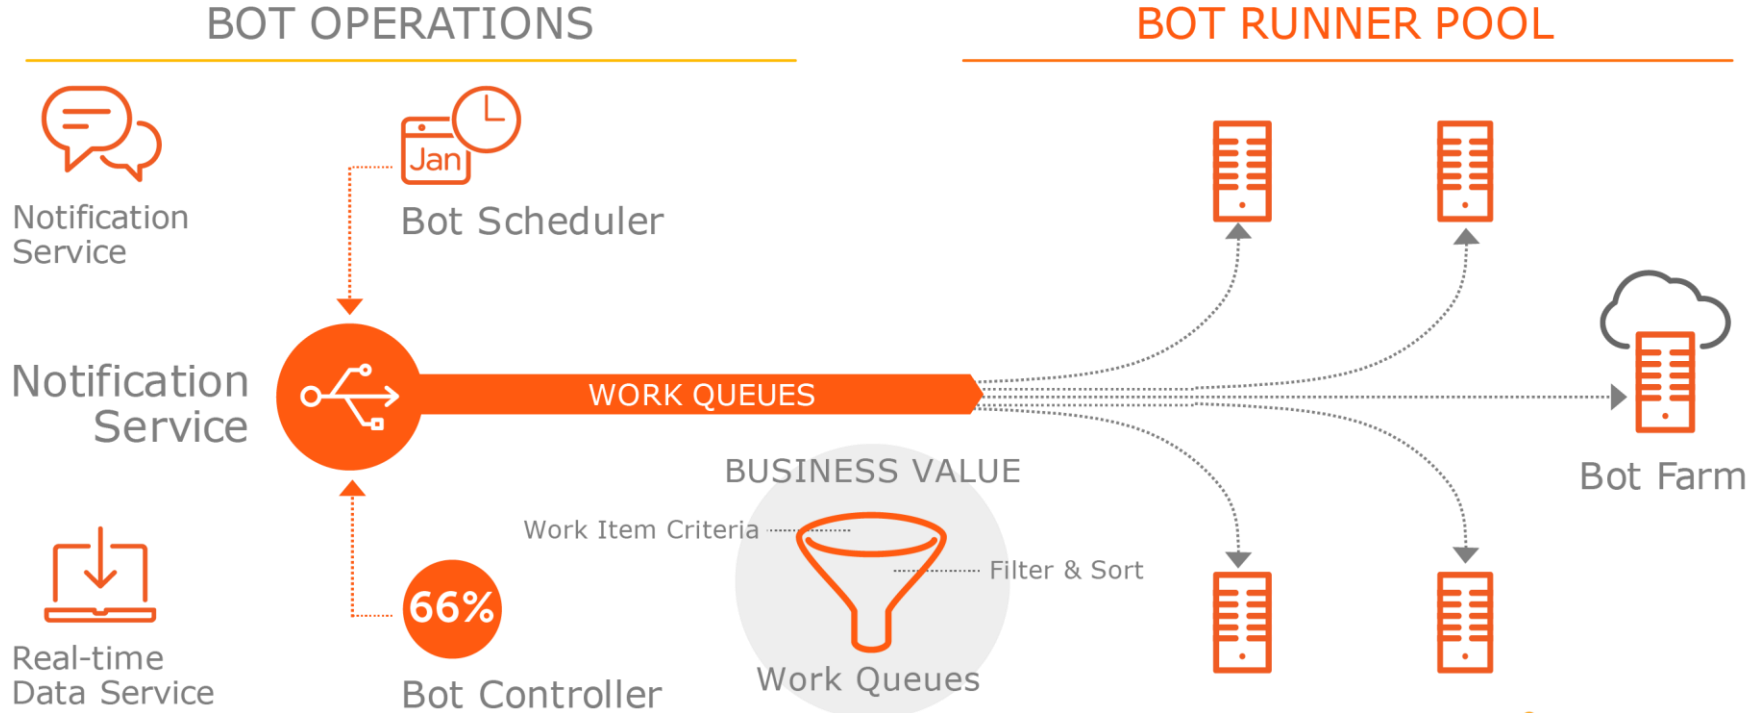 BOT OPERATIONS
BOT RUNNER POOL
Jan
Notification
Service
Bot Scheduler
Notification
Service
WORK QUEUES
BUSINESS VALUE
Work Item Criteria
Filter & Sort
Work Queues
Bot Farm
66%
Real-time
Data Service
Bot Controller